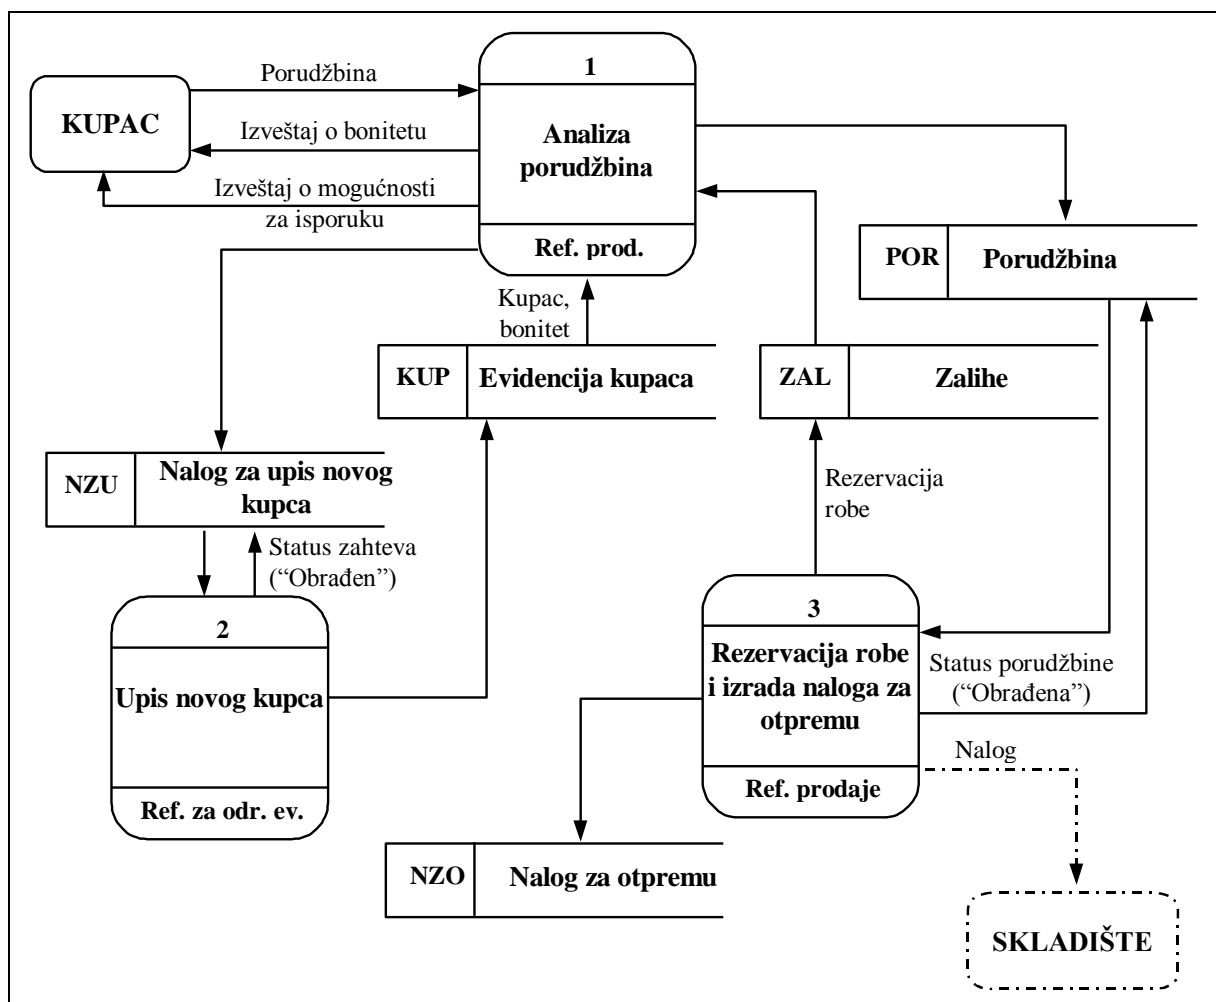 Porudžbina
1
KUPAC
Izveštaj o bonitetu
Analiza
porudžbina
Izveštaj o mogućnosti
za isporuku
Ref. prod.
POR
Porudžbina
Kupac,
bonitet
KUP
Evidencija kupaca
ZAL
Zalihe
NZU
Nalog za upis novog
kupca
Rezervacija
robe
Status zahteva
(“Obrađen”)
2
Upis novog kupca
Ref. za odr. ev.
3
Rezervacija robe
i izrada naloga za
otpremu
Ref. prodaje
Status porudžbine
(“Obrađena”)
Nalog
NZO
Nalog za otpremu
SKLADIŠTE